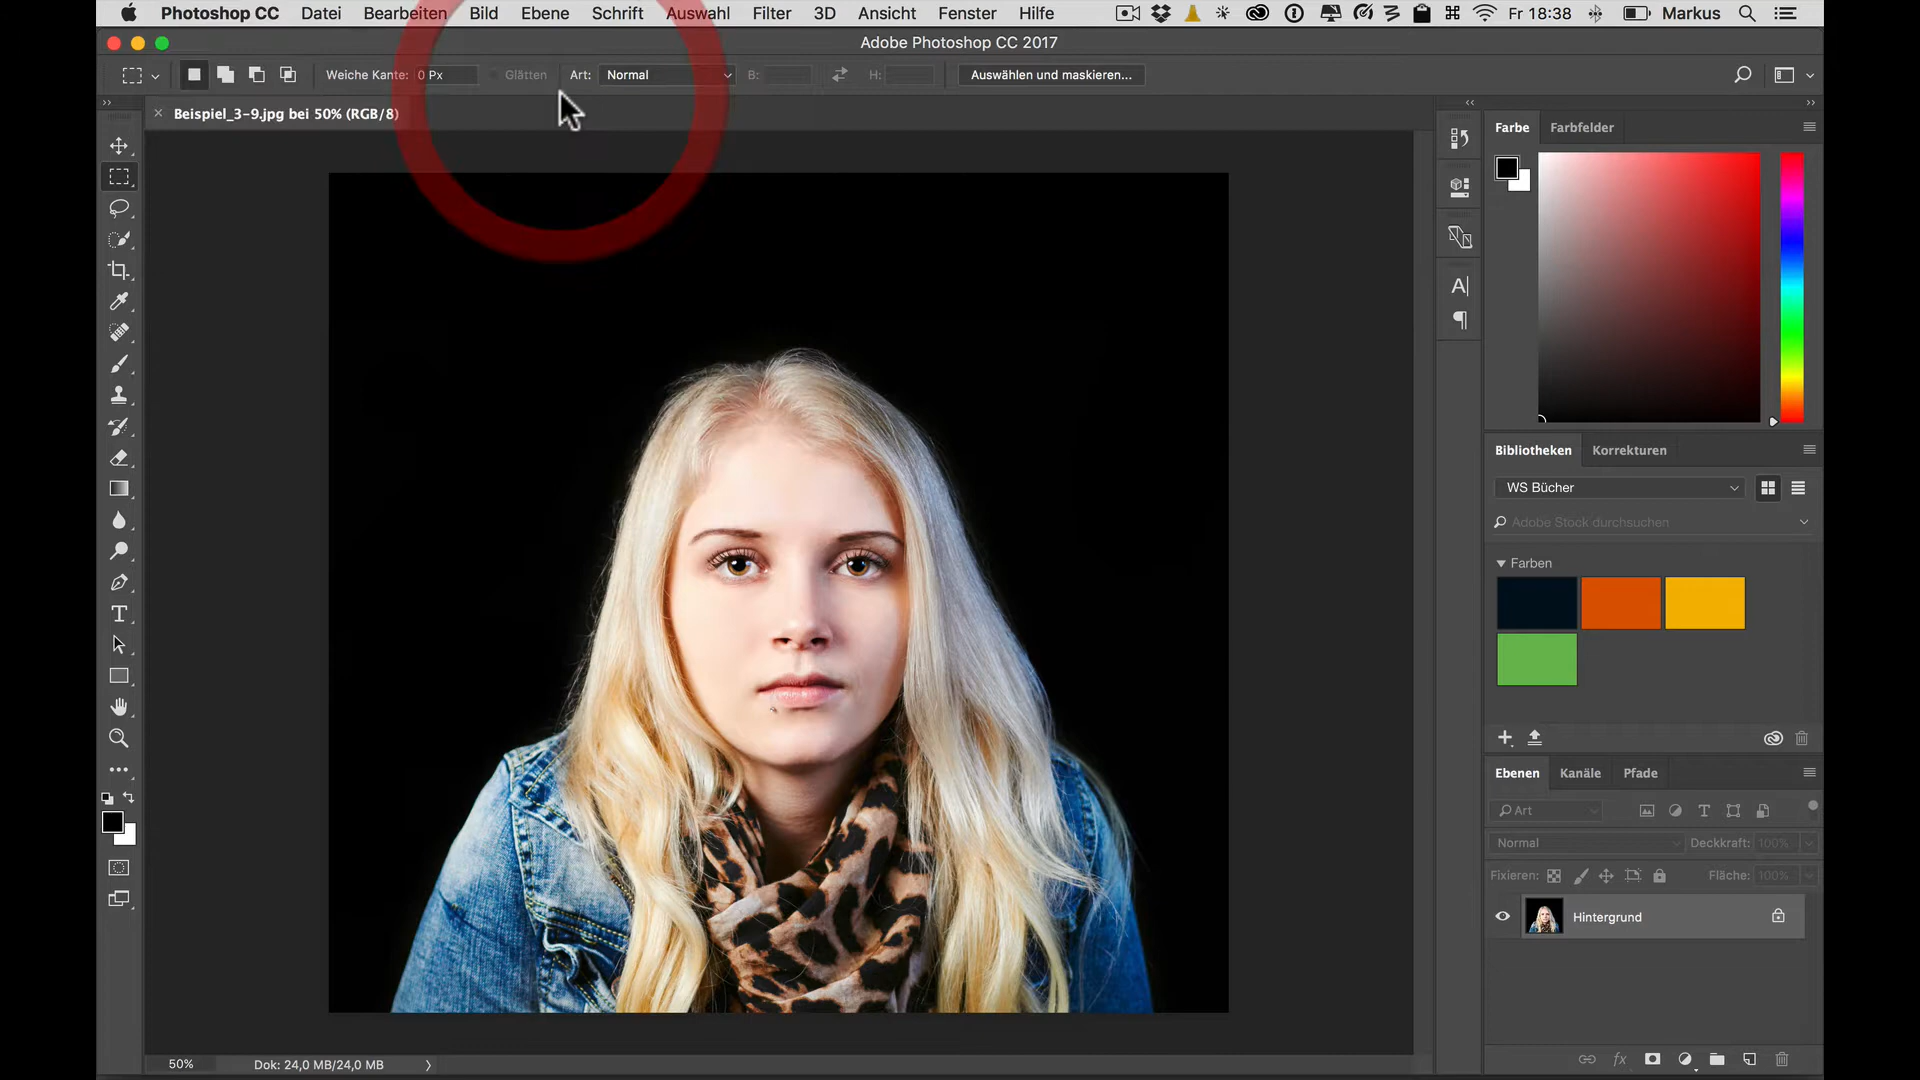 Photoshop CC Datei Bearbeiten Bild Ebene Schrift Auswahl Filter 3D Ansicht Fenster Hilfe Fr 18:38 Markus
Adobe Photoshop CC 2017
Weiche Kante: 0 Px Glätten Art: Normal B: H: Auswählen und maskieren...
Beispiel_3-9.jpg bei 50% (RGB/8)
Farbe Farbfelder
Bibliotheken Korrekturen
WS Bücher
Adobe Stock durchsuchen
Farben
Ebenen Kanäle Pfade
Art
Normal Deckkraft: 100%
Fixieren: Fläche: 100%
Hintergrund
50% Dok: 24,0 MB/24,0 MB